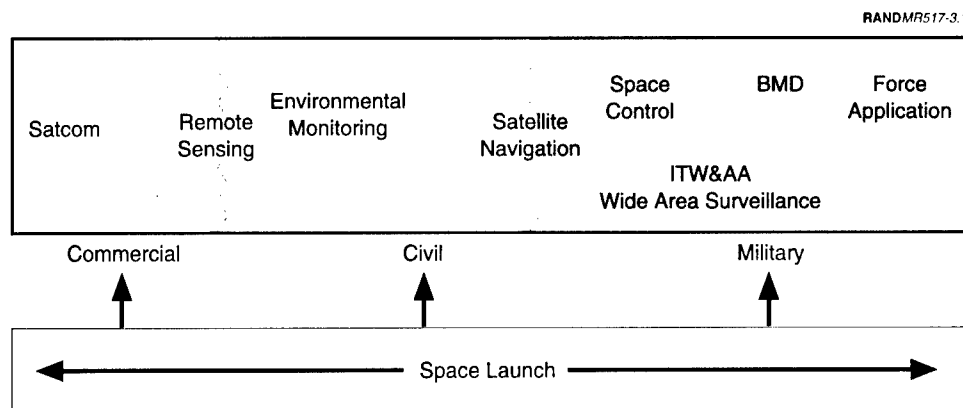 RANDMR517-3.
Satcom
Remote
Sensing
Environmental
Monitoring
Satellite
Navigation
Space
Control
BMD
Force
Application
ITW&AA
Wide Area Surveillance
Commercial
Civil
Military
Space Launch